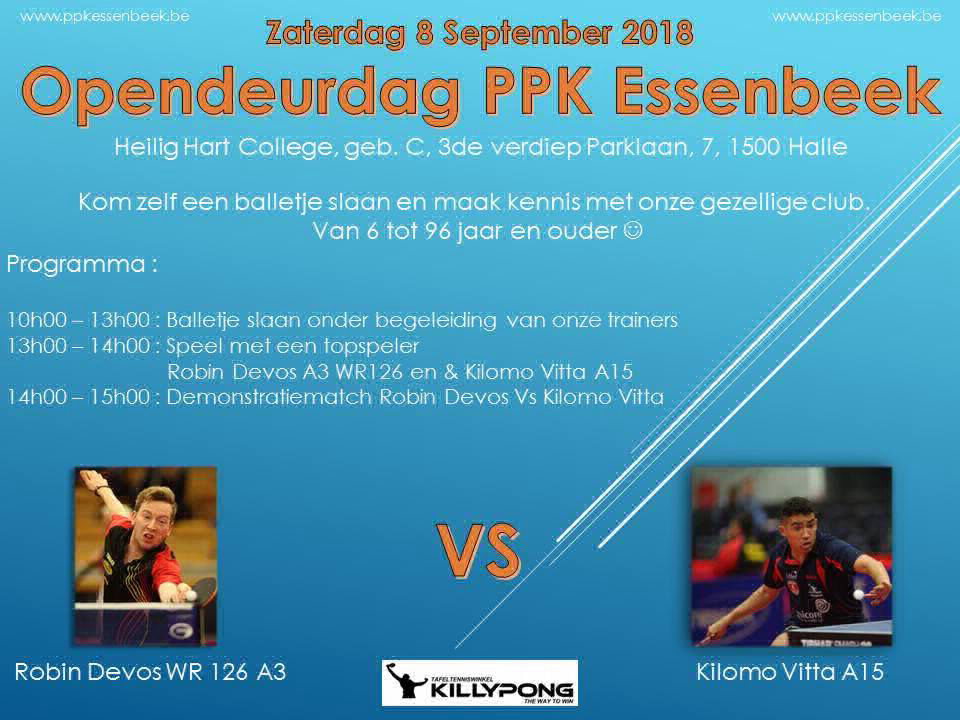 www.ppkessenbeek.be
www.ppkessenbeek.be
Zaterdag 8 September 2018
Opendeurdag PPK Essenbeek
Heilig Hart College, geb. C, 3de verdiep Parklaan, 7, 1500 Halle
Kom zelf een balletje slaan en maak kennis met onze gezellige club.
Van 6 tot 96 jaar en ouder ☺
Programma :
10h00 – 13h00 : Balletje slaan onder begeleiding van onze trainers
13h00 – 14h00 : Speel met een topspeler
Robin Devos A3 WR126 en & Kilomo Vitta A15
14h00 – 15h00 : Demonstratiematch Robin Devos Vs Kilomo Vitta
VS
Robin Devos WR 126 A3
TAFELTENNISWINKEL
KILLYPONG
THE WAY TO WIN
Kilomo Vitta A15